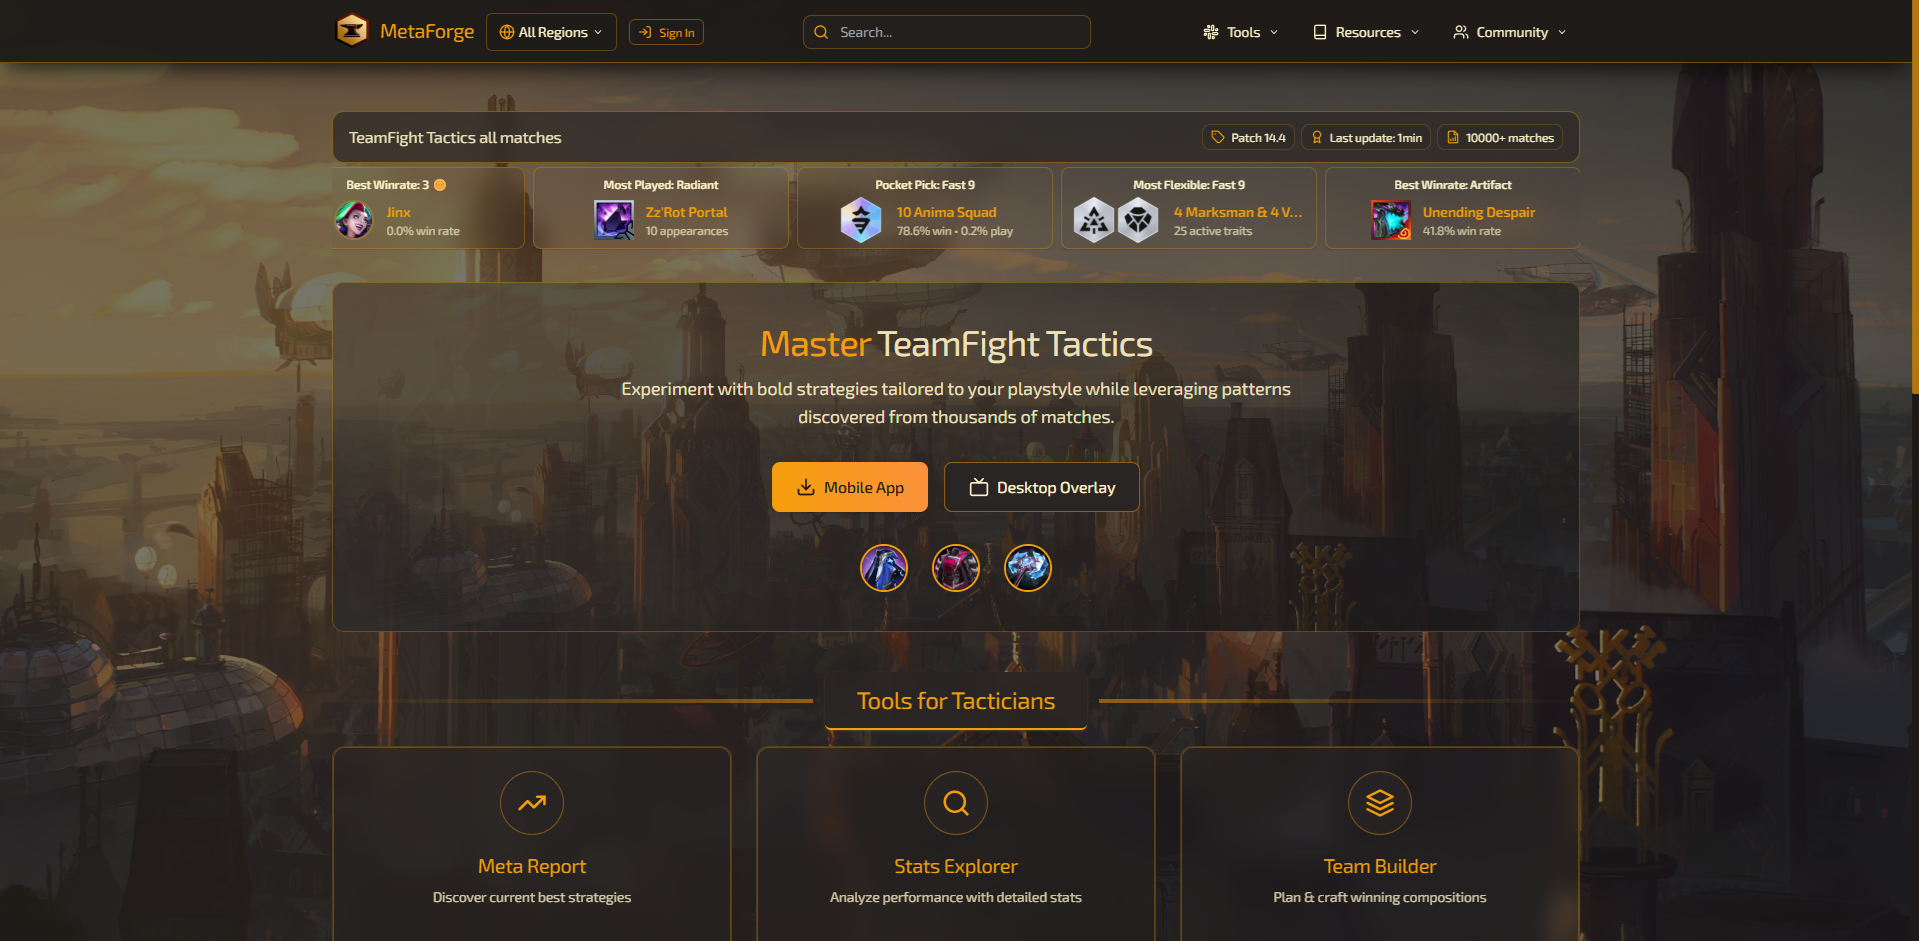 MetaForge
All Regions
Sign In
Search...
Tools
Resources
Community
TeamFight Tactics all matches
Patch 14.4
Last update: 1min
10000+ matches
Best Winrate: 3
Jinx
0.0% win rate
Most Played: Radiant
Zz'Rot Portal
10 appearances
Pocket Pick: Fast 9
10 Anima Squad
78.6% win • 0.2% play
Most Flexible: Fast 9
4 Marksman & 4 V...
25 active traits
Best Winrate: Artifact
Unending Despair
41.8% win rate
Master TeamFight Tactics
Experiment with bold strategies tailored to your playstyle while leveraging patterns
discovered from thousands of matches.
Mobile App
Desktop Overlay
Tools for Tacticians
Meta Report
Discover current best strategies
Stats Explorer
Analyze performance with detailed stats
Team Builder
Plan & craft winning compositions